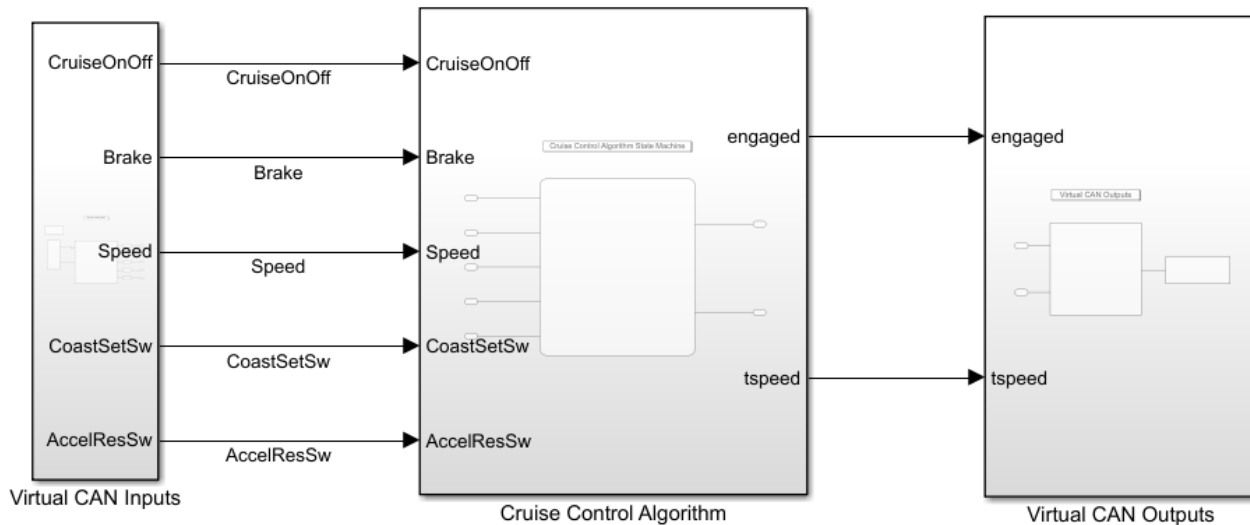 CruiseOnOff
CruiseOnOff
CruiseOnOff
Brake
Brake
Brake
Speed
Speed
Speed
CoastSetSw
CoastSetSw
CoastSetSw
AccelResSw
AccelResSw
AccelResSw
Cruise Control Algorithm State Machine
engaged
tspeed
engaged
Virtual CAN Outputs
tspeed
Virtual CAN Inputs
Cruise Control Algorithm
Virtual CAN Outputs